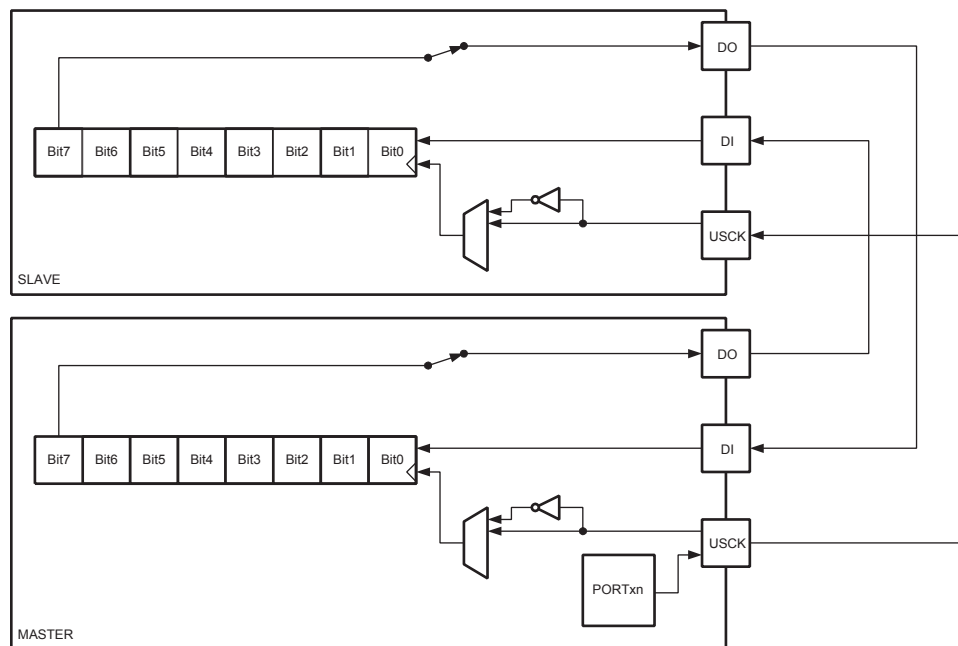 DO
Bit7 Bit6 Bit5 Bit4 Bit3 Bit2 Bit1 Bit0
DI
USCK
SLAVE
DO
Bit7 Bit6 Bit5 Bit4 Bit3 Bit2 Bit1 Bit0
DI
USCK
PORTxn
MASTER